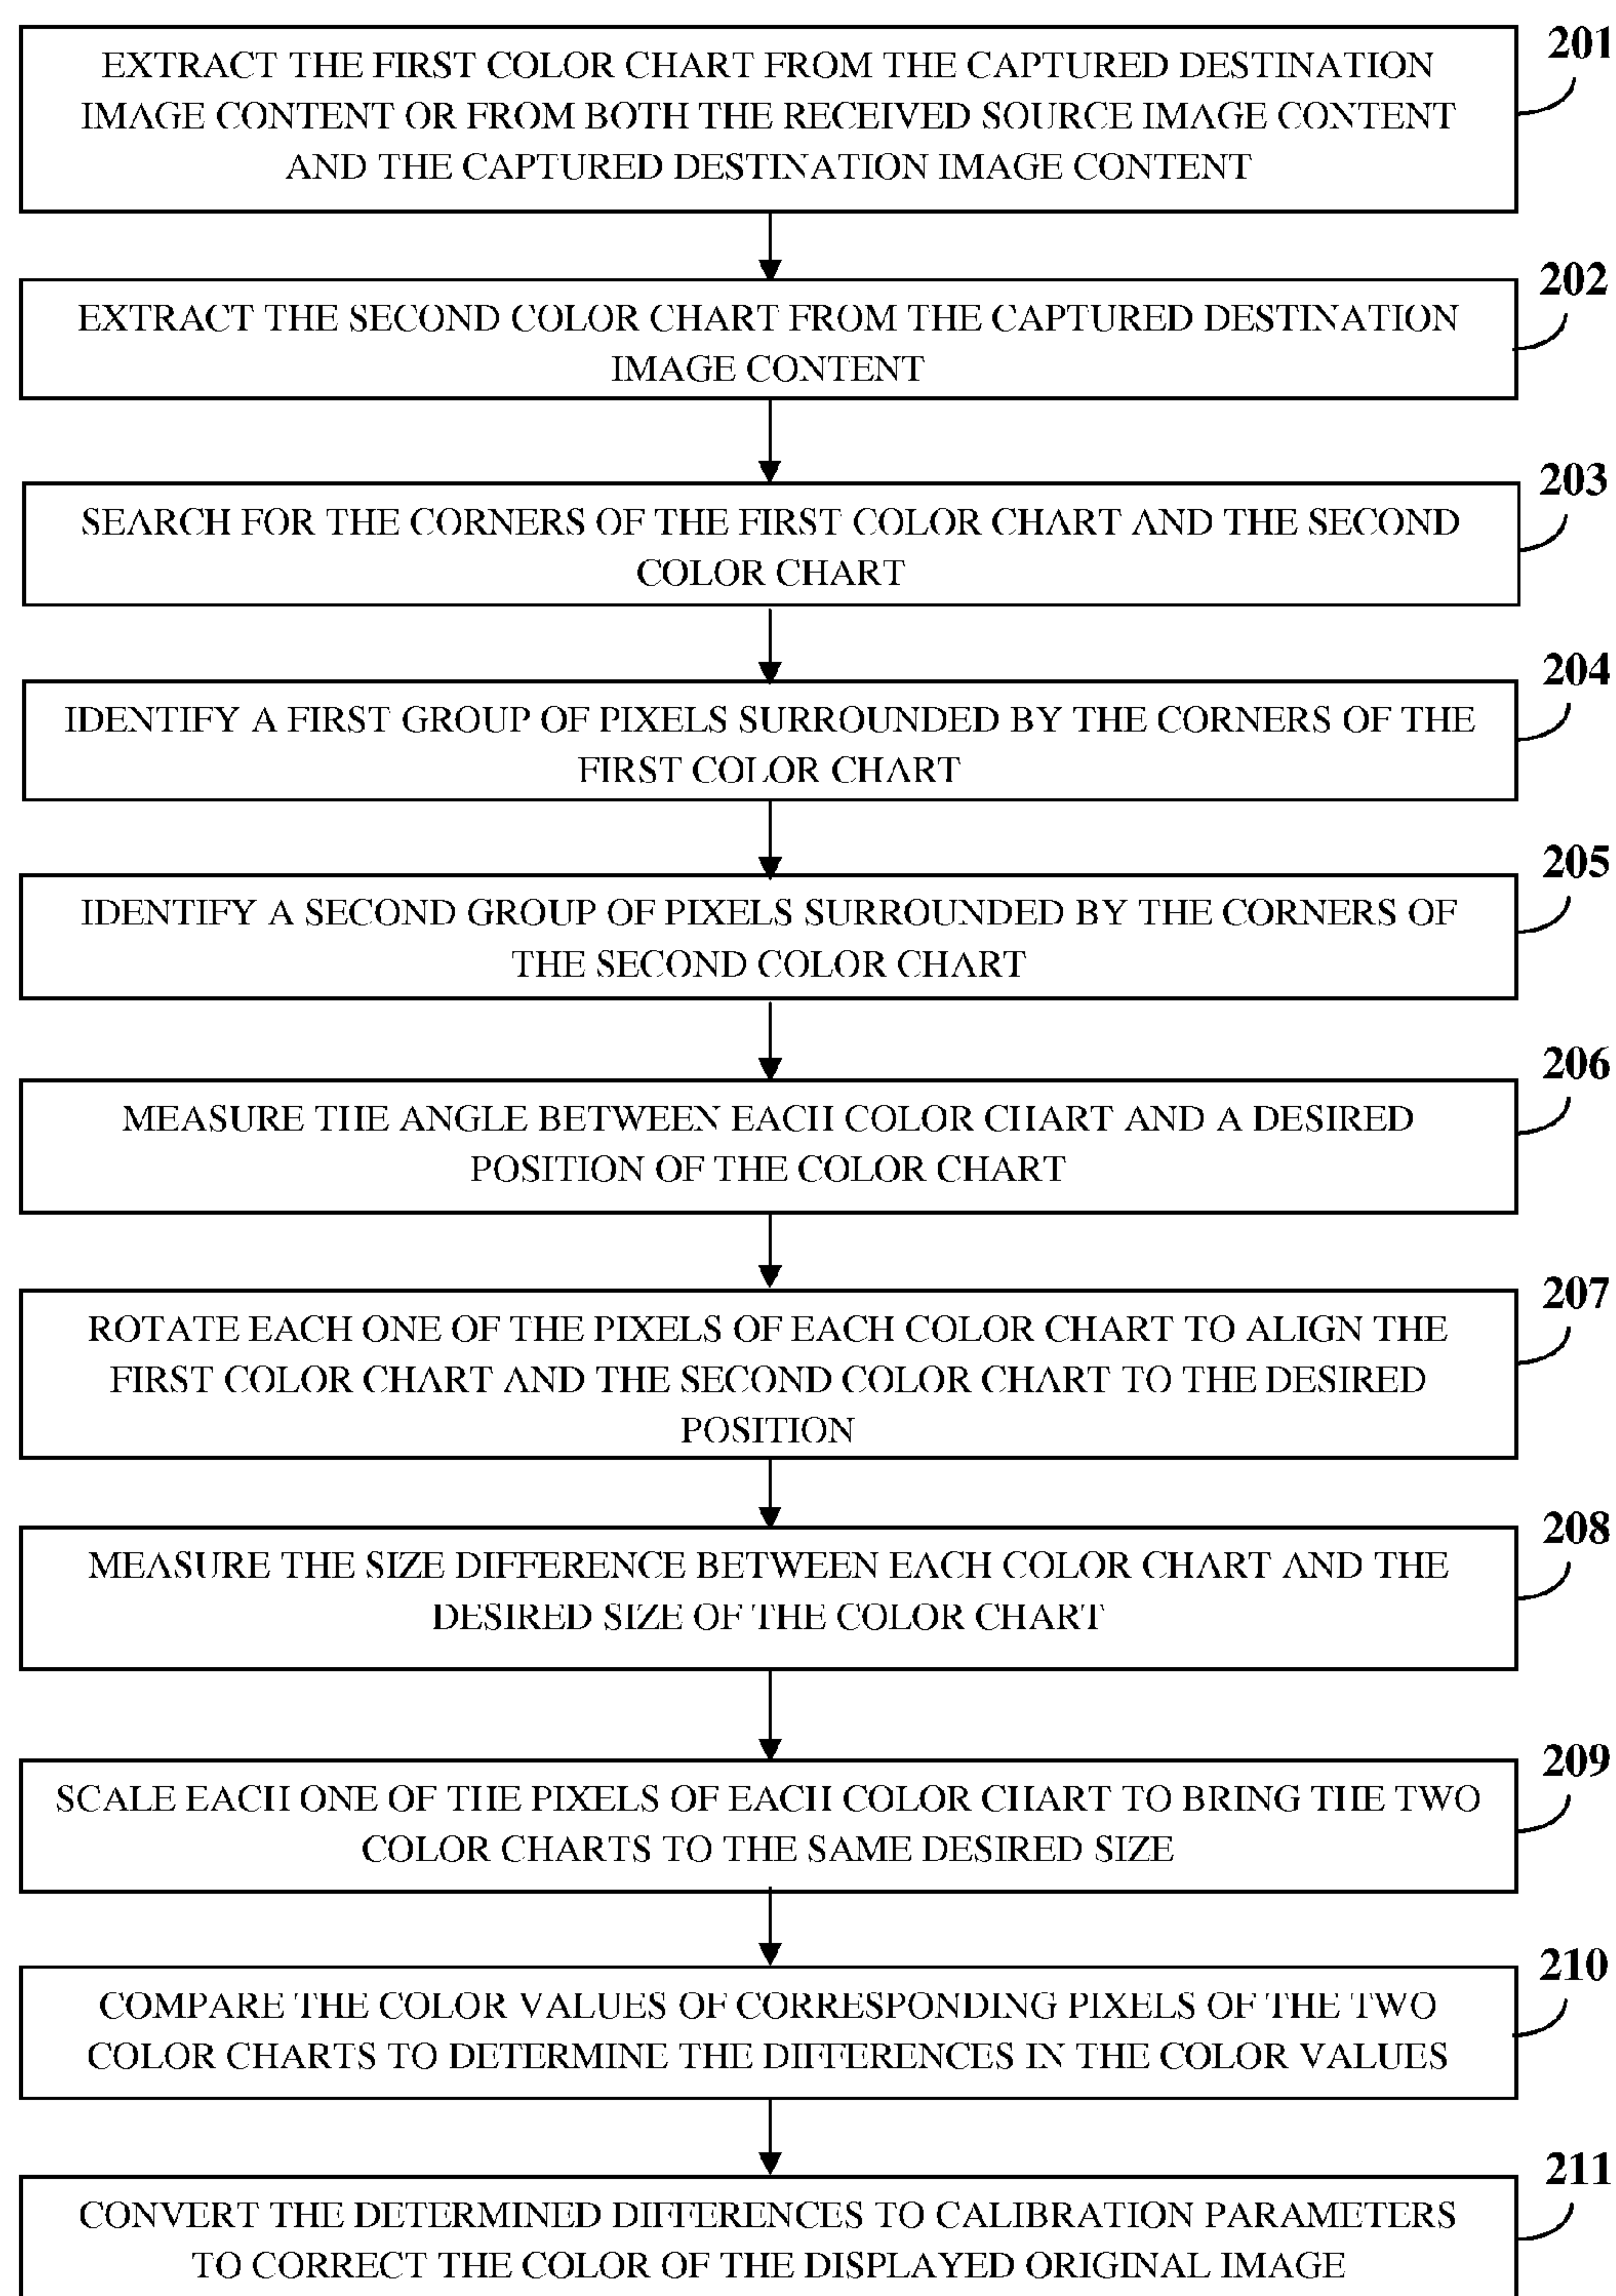 201
EXTRACT THE FIRST COLOR CHART FROM THE CAPTURED DESTINATION
IMAGE CONTENT OR FROM BOTH THE RECEIVED SOURCE IMAGE CONTENT
AND THE CAPTURED DESTINATION IMAGE CONTENT
202
EXTRACT THE SECOND COLOR CHART FROM THE CAPTURED DESTINATION
IMAGE CONTENT
203
SEARCH FOR THE CORNERS OF THE FIRST COLOR CHART AND THE SECOND
COLOR CHART
204
IDENTIFY A FIRST GROUP OF PIXELS SURROUNDED BY THE CORNERS OF THE
FIRST COLOR CHART
205
IDENTIFY A SECOND GROUP OF PIXELS SURROUNDED BY THE CORNERS OF
THE SECOND COLOR CHART
206
MEASURE THE ANGLE BETWEEN EACH COLOR CHART AND A DESIRED
POSITION OF THE COLOR CHART
207
ROTATE EACH ONE OF THE PIXELS OF EACH COLOR CHART TO ALIGN THE
FIRST COLOR CHART AND THE SECOND COLOR CHART TO THE DESIRED
POSITION
208
MEASURE THE SIZE DIFFERENCE BETWEEN EACH COLOR CHART AND THE
DESIRED SIZE OF THE COLOR CHART
209
SCALE EACH ONE OF THE PIXELS OF EACH COLOR CHART TO BRING THE TWO
COLOR CHARTS TO THE SAME DESIRED SIZE
210
COMPARE THE COLOR VALUES OF CORRESPONDING PIXELS OF THE TWO
COLOR CHARTS TO DETERMINE THE DIFFERENCES IN THE COLOR VALUES
211
CONVERT THE DETERMINED DIFFERENCES TO CALIBRATION PARAMETERS
TO CORRECT THE COLOR OF THE DISPLAYED ORIGINAL IMAGE